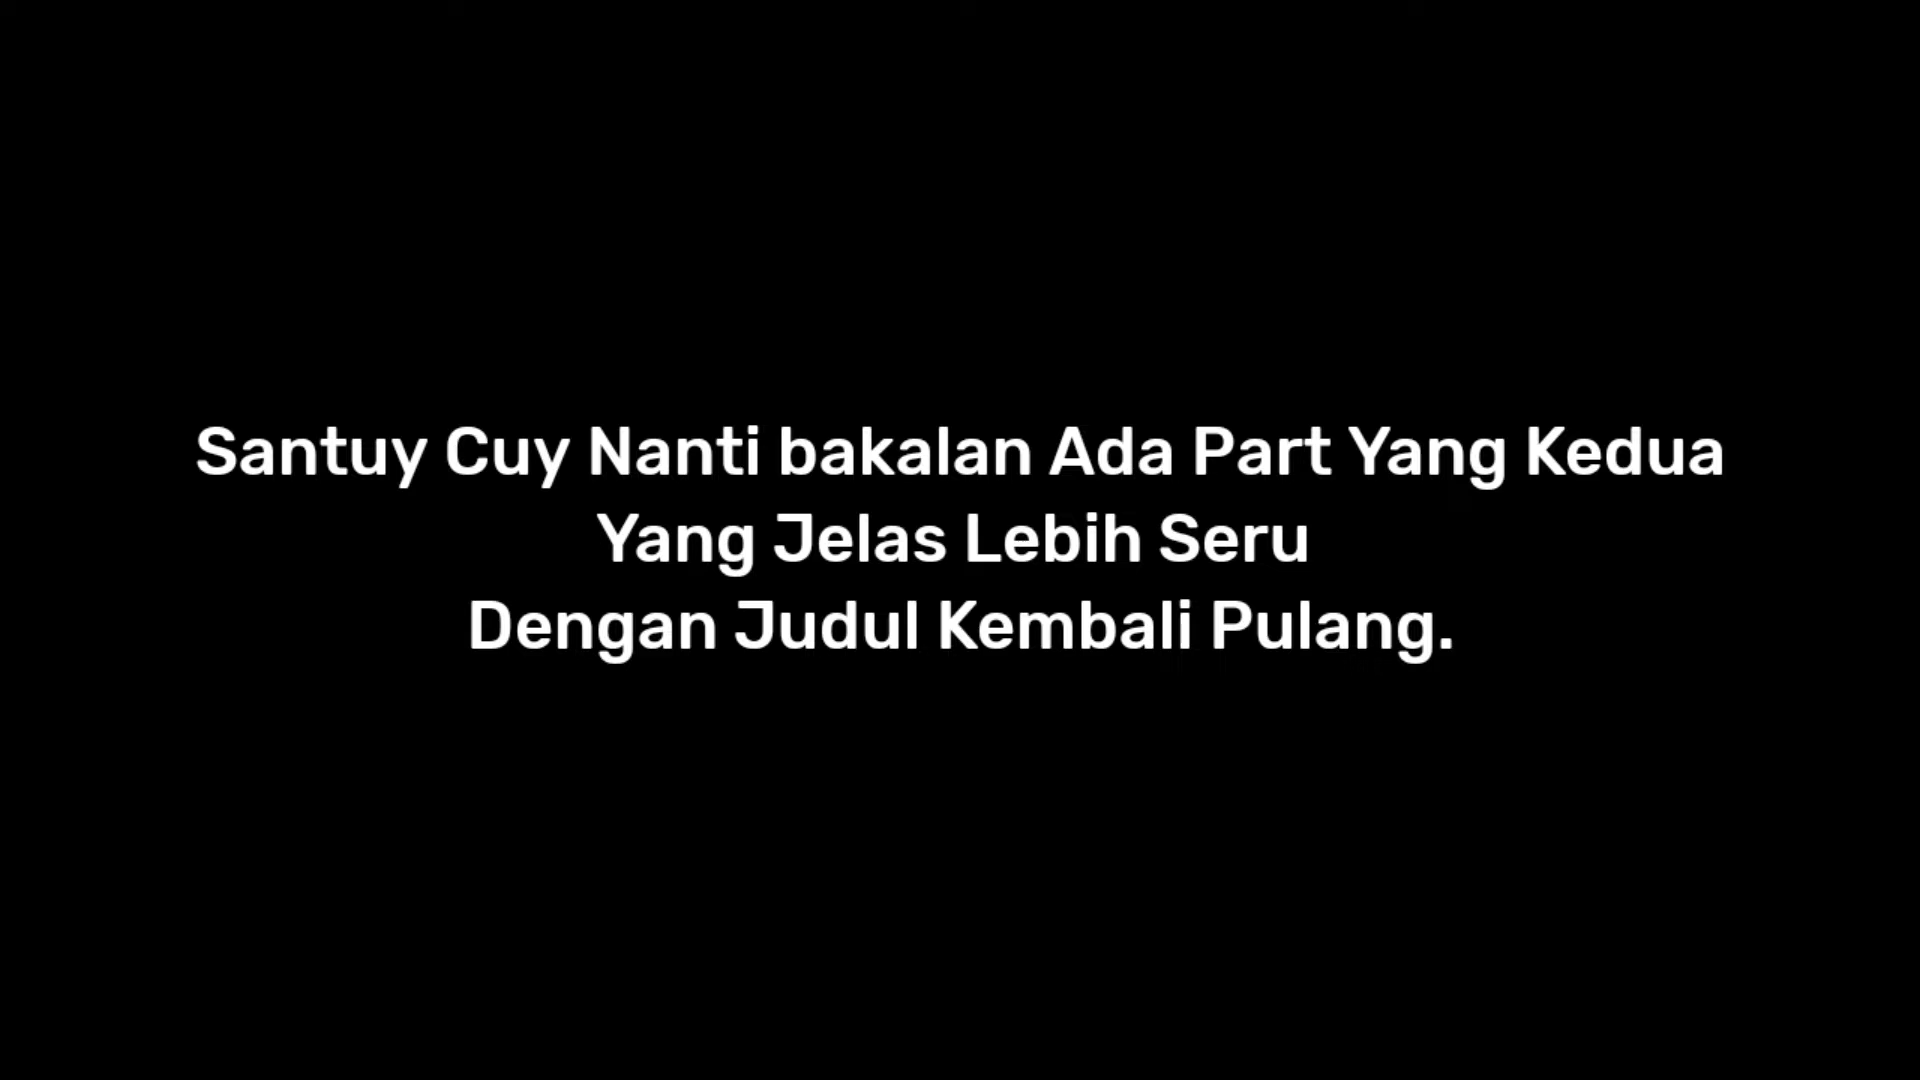 Santuy Cuy Nanti bakalan Ada Part Yang Kedua
Yang Jelas Lebih Seru
Dengan Judul Kembali Pulang.